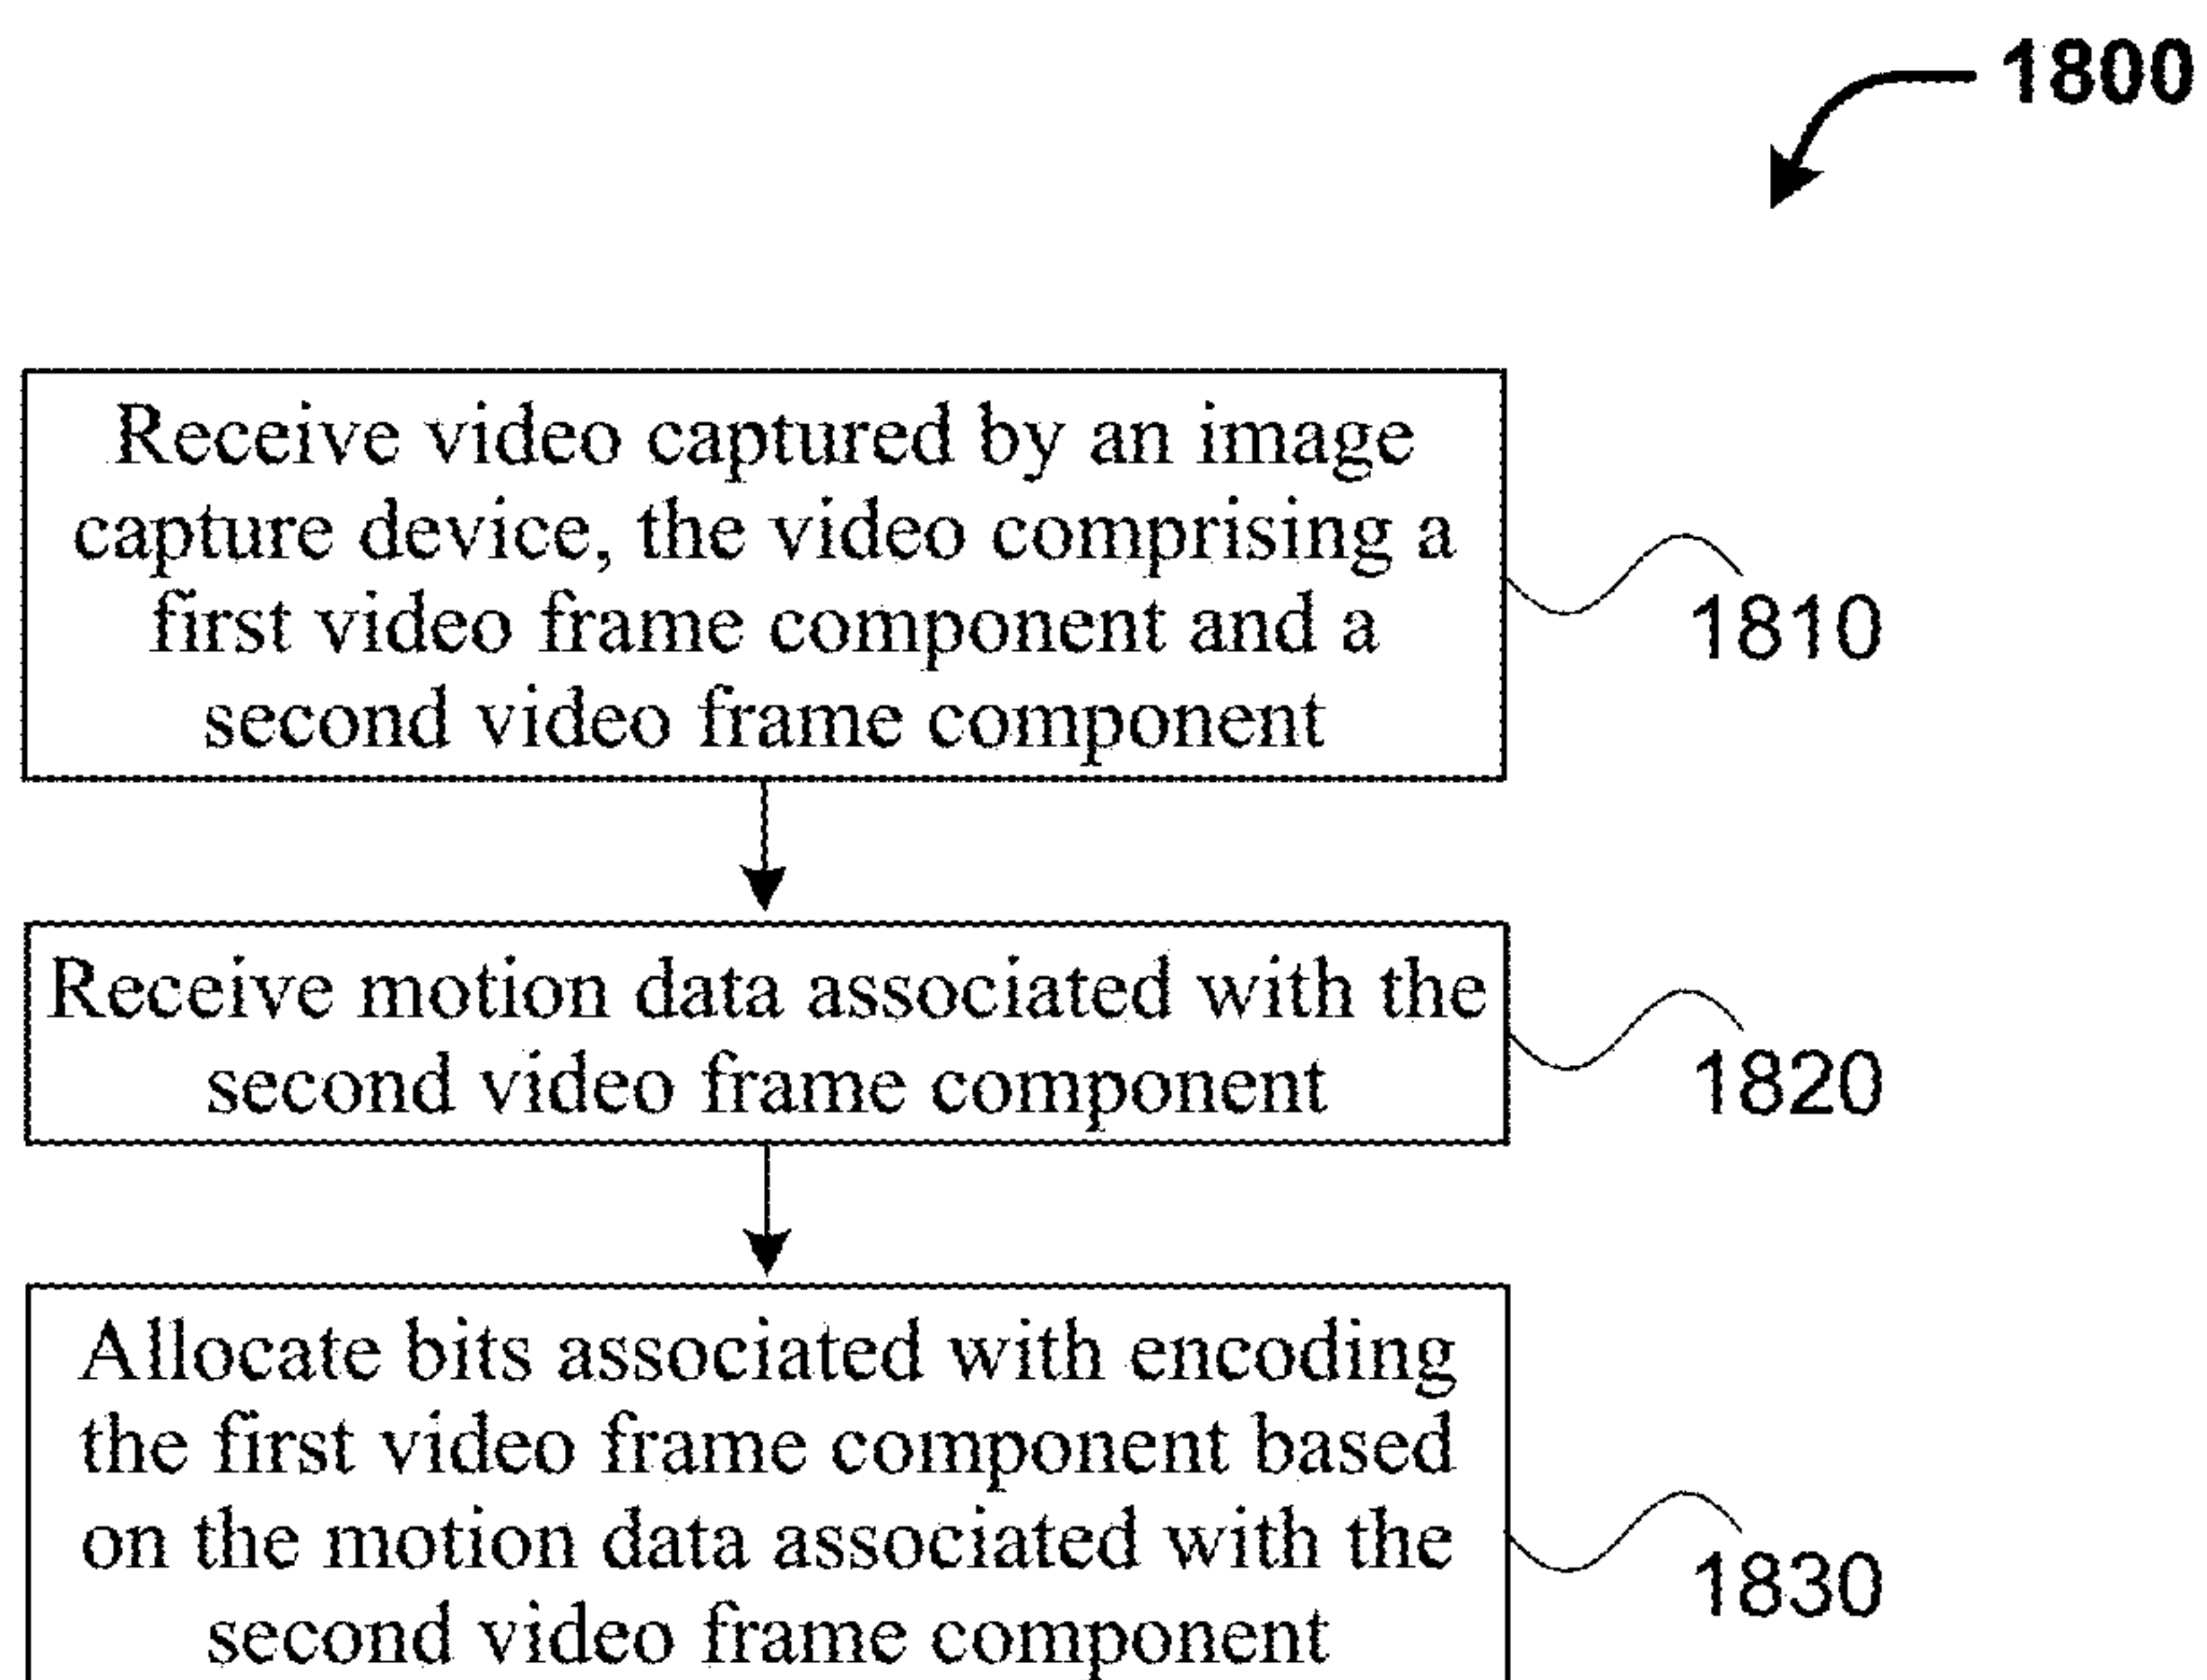 1800
Receive video captured by an image
capture device, the video comprising a
first video frame component and a
second video frame component
1810
Receive motion data associated with the
second video frame component
1820
Allocate bits associated with encoding
the first video frame component based
on the motion data associated with the
second video frame component
1830